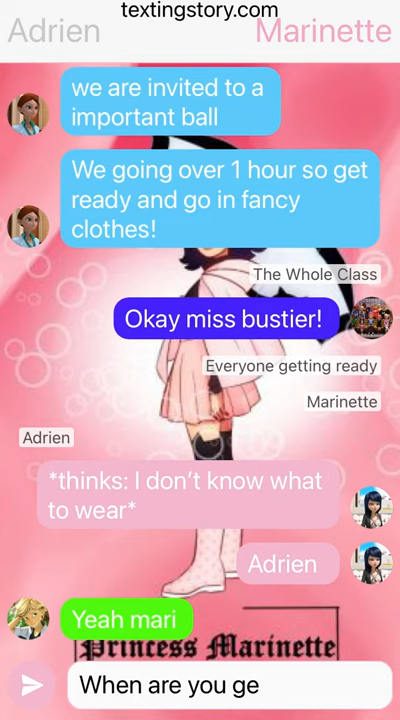 textingstory.com
Adrien
Marinette
we are invited to a
important ball
We going over 1 hour so get
ready and go in fancy
clothes!
The Whole Class
Okay miss bustier!
Everyone getting ready
Marinette
Adrien
*thinks: I don’t know what
to wear*
Adrien
Yeah mari
Princess Marinette
When are you ge